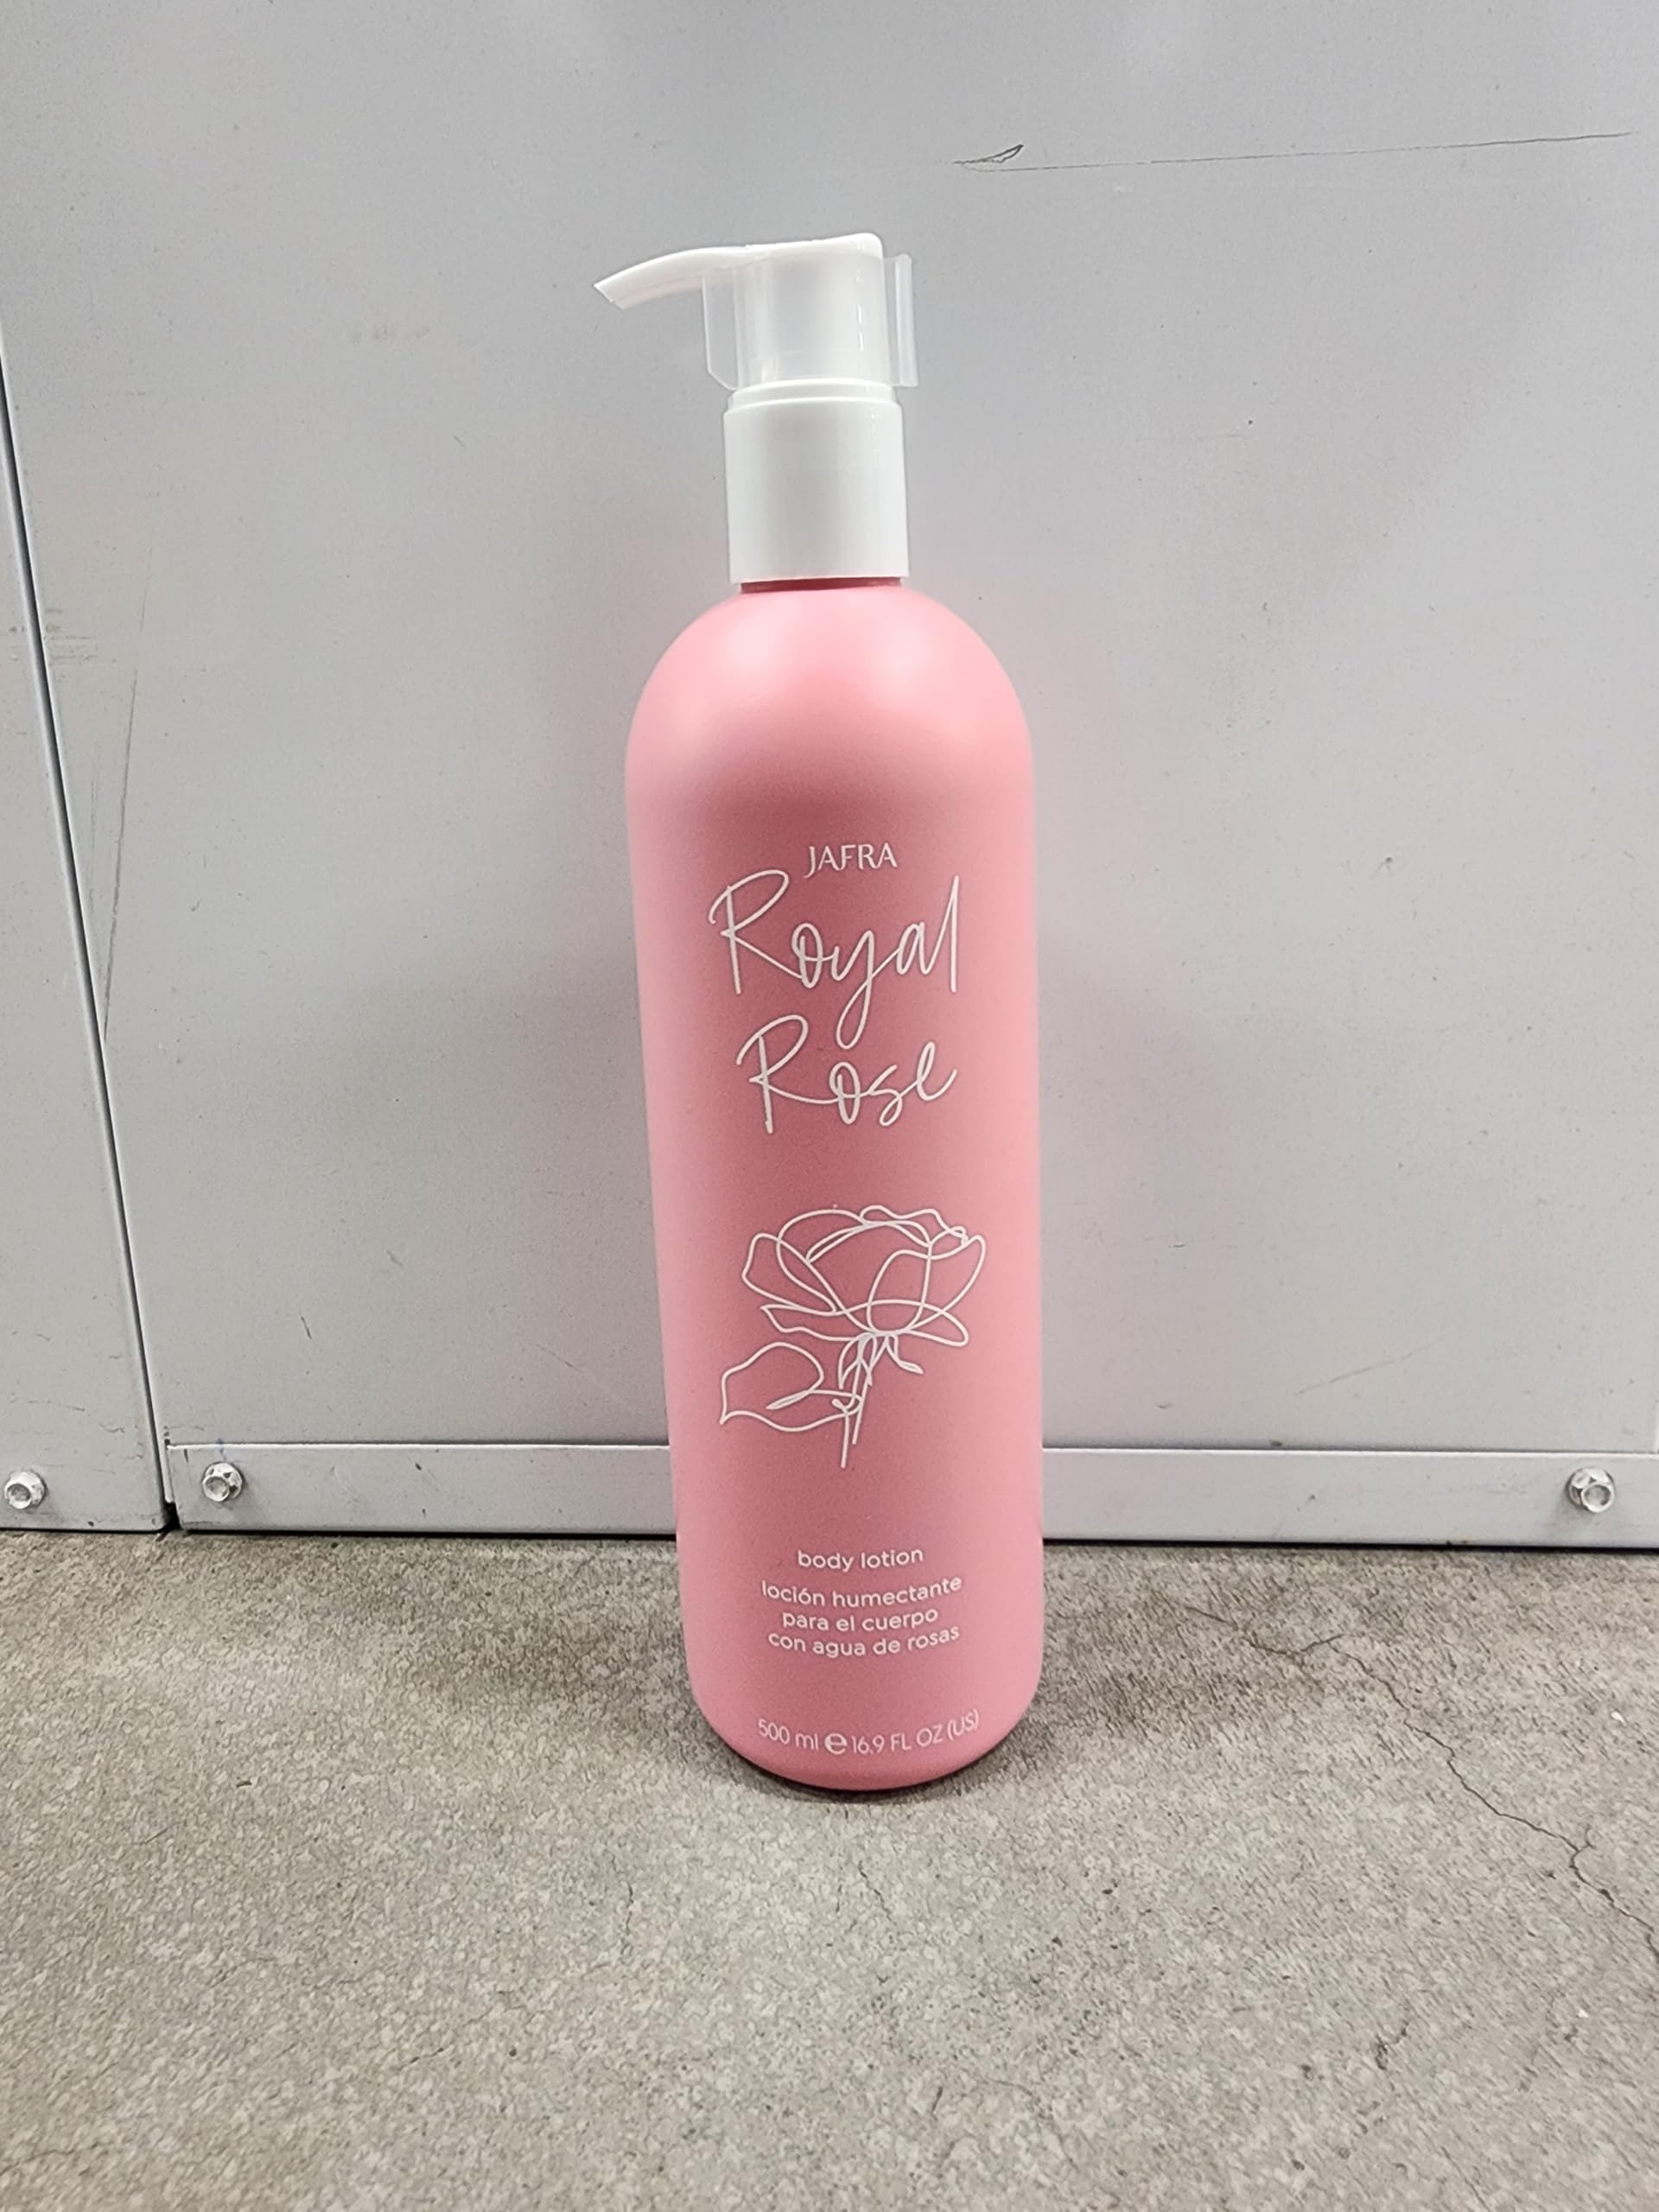 JAFRA
Royal
Rose
body lotion
loción humectante
para el cuerpo
con agua de rosas
500 ml ℮ 16.9 FL OZ (US)